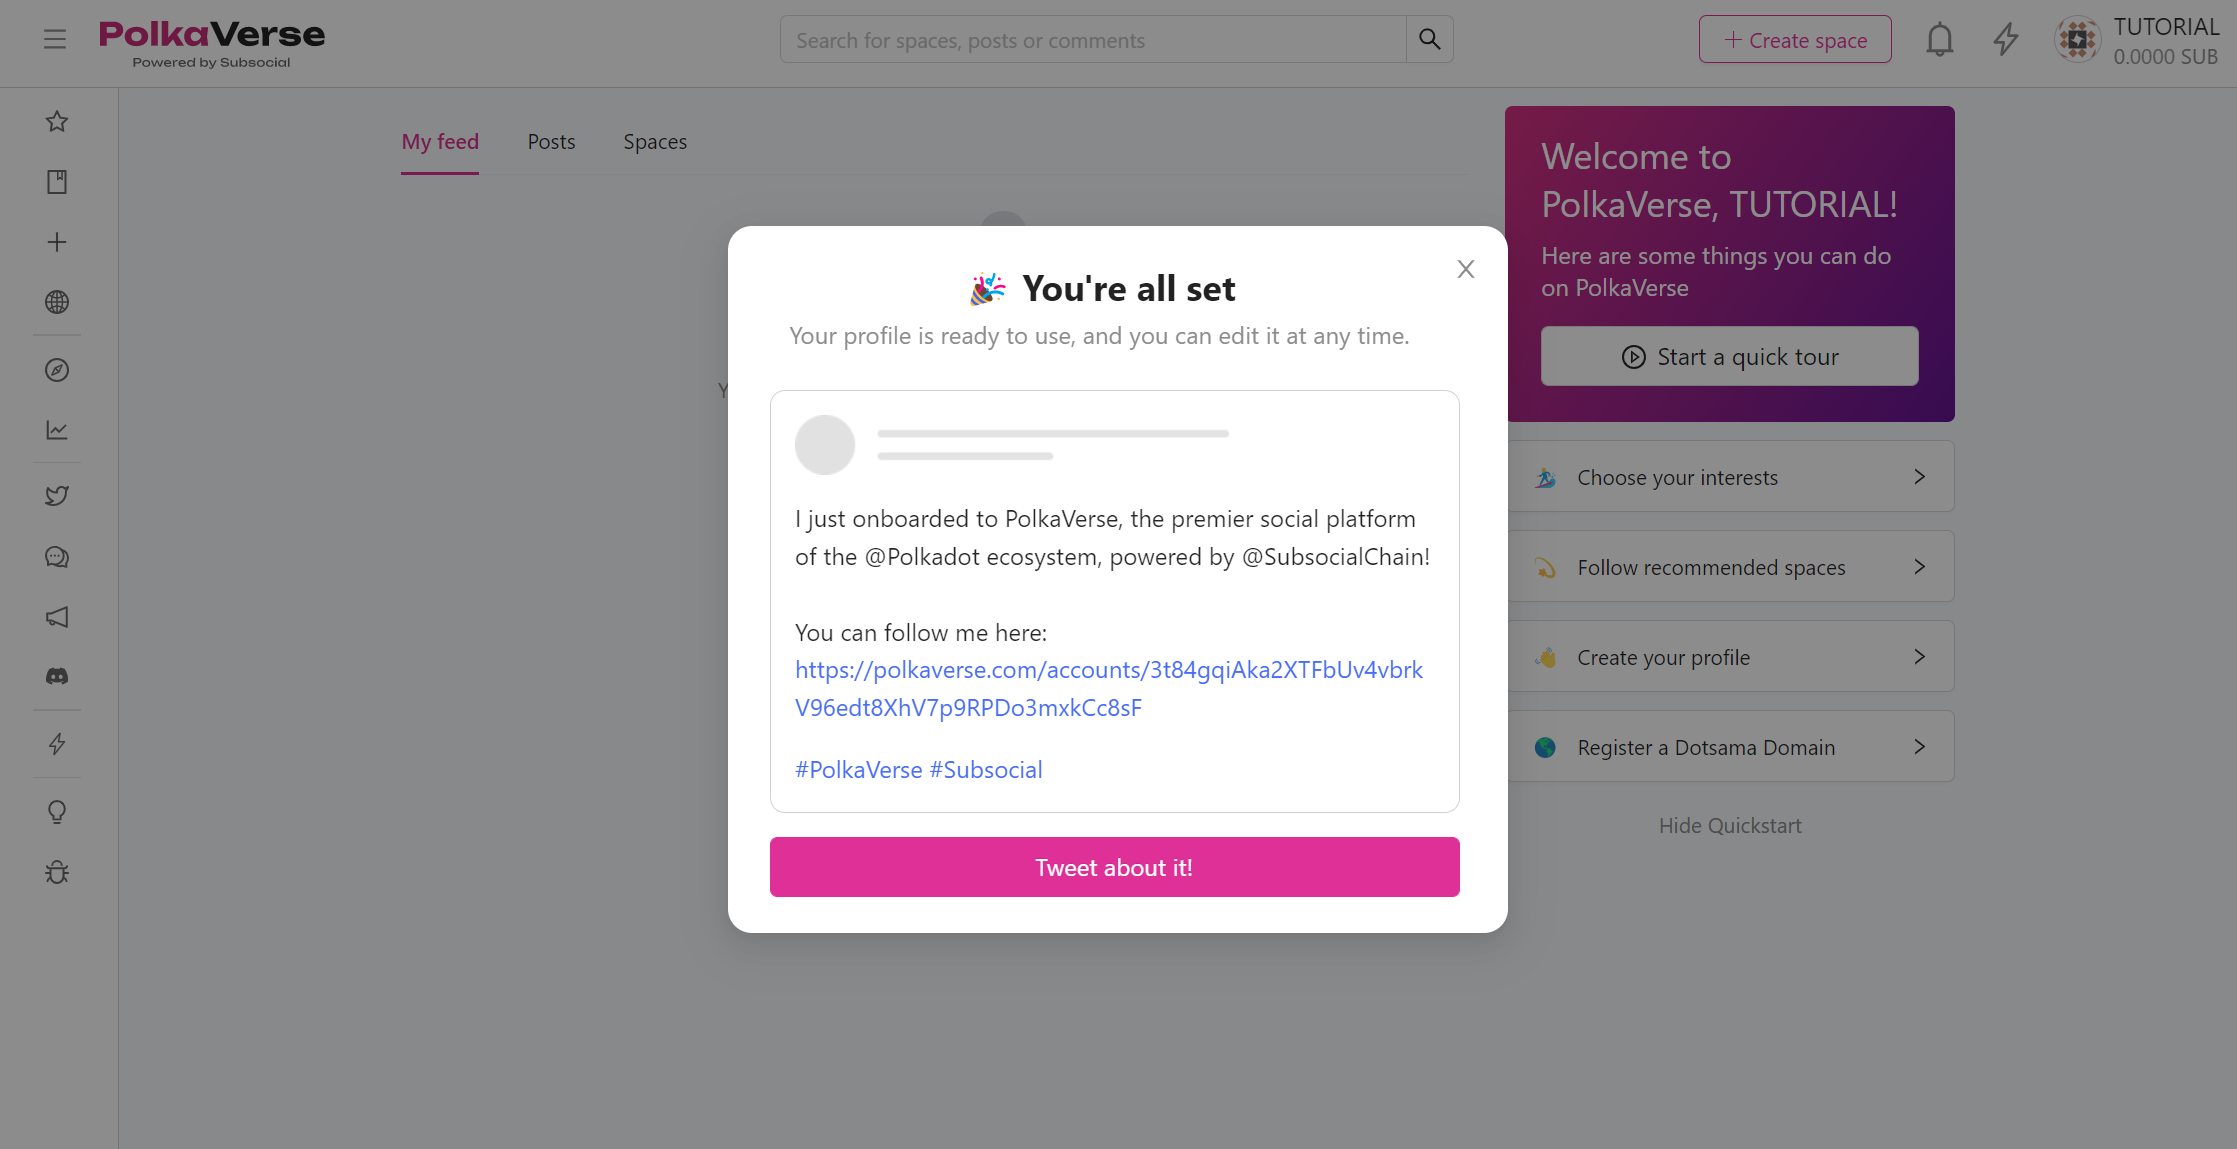 PolkaVerse
Powered by Subsocial
Search for spaces, posts or comments
+ Create space
TUTORIAL
0.0000 SUB
My feed
Posts
Spaces
Welcome to
PolkaVerse, TUTORIAL!
Here are some things you can do
on PolkaVerse
Start a quick tour
Choose your interests
Follow recommended spaces
Create your profile
Register a Dotsama Domain
Hide Quickstart
You're all set
Your profile is ready to use, and you can edit it at any time.
I just onboarded to PolkaVerse, the premier social platform
of the @Polkadot ecosystem, powered by @SubsocialChain!
You can follow me here:
https://polkaverse.com/accounts/3t84gqiAka2XTFbUv4vbrk
V96edt8XhV7p9RPDo3mxkCc8sF
#PolkaVerse #Subsocial
Tweet about it!